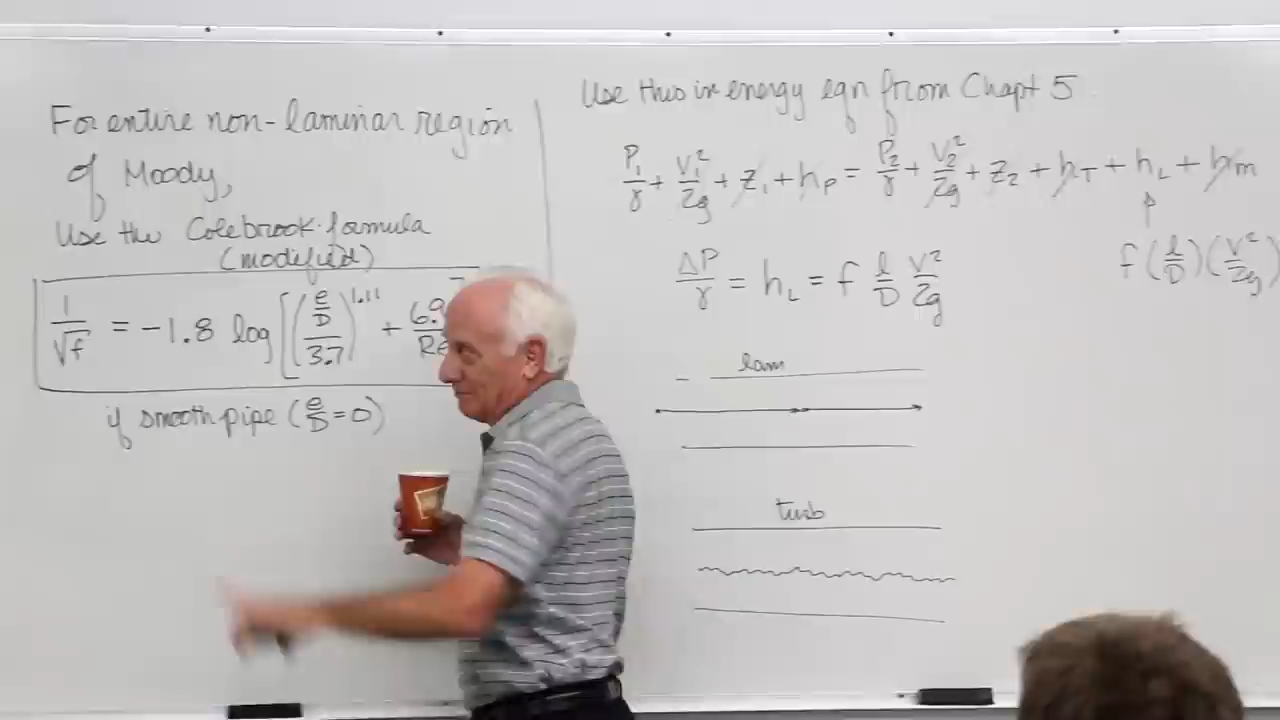 For entire non-laminar region
of Moody,
Use the Colebrook formula
(modified)
1/√f = -1.8 log[((e/D)/3.7)^1.11 + 6.9/Re
if smooth pipe (e/D = 0)
Use this in energy eqn from Chapt 5
P₁/γ + V₁²/2g + z₁ + hp = P₂/γ + V₂²/2g + z₂ + hT + hL + hm
f(l/D)(V²/2g)
ΔP/γ = hL = f l/D V²/2g
lam
turb